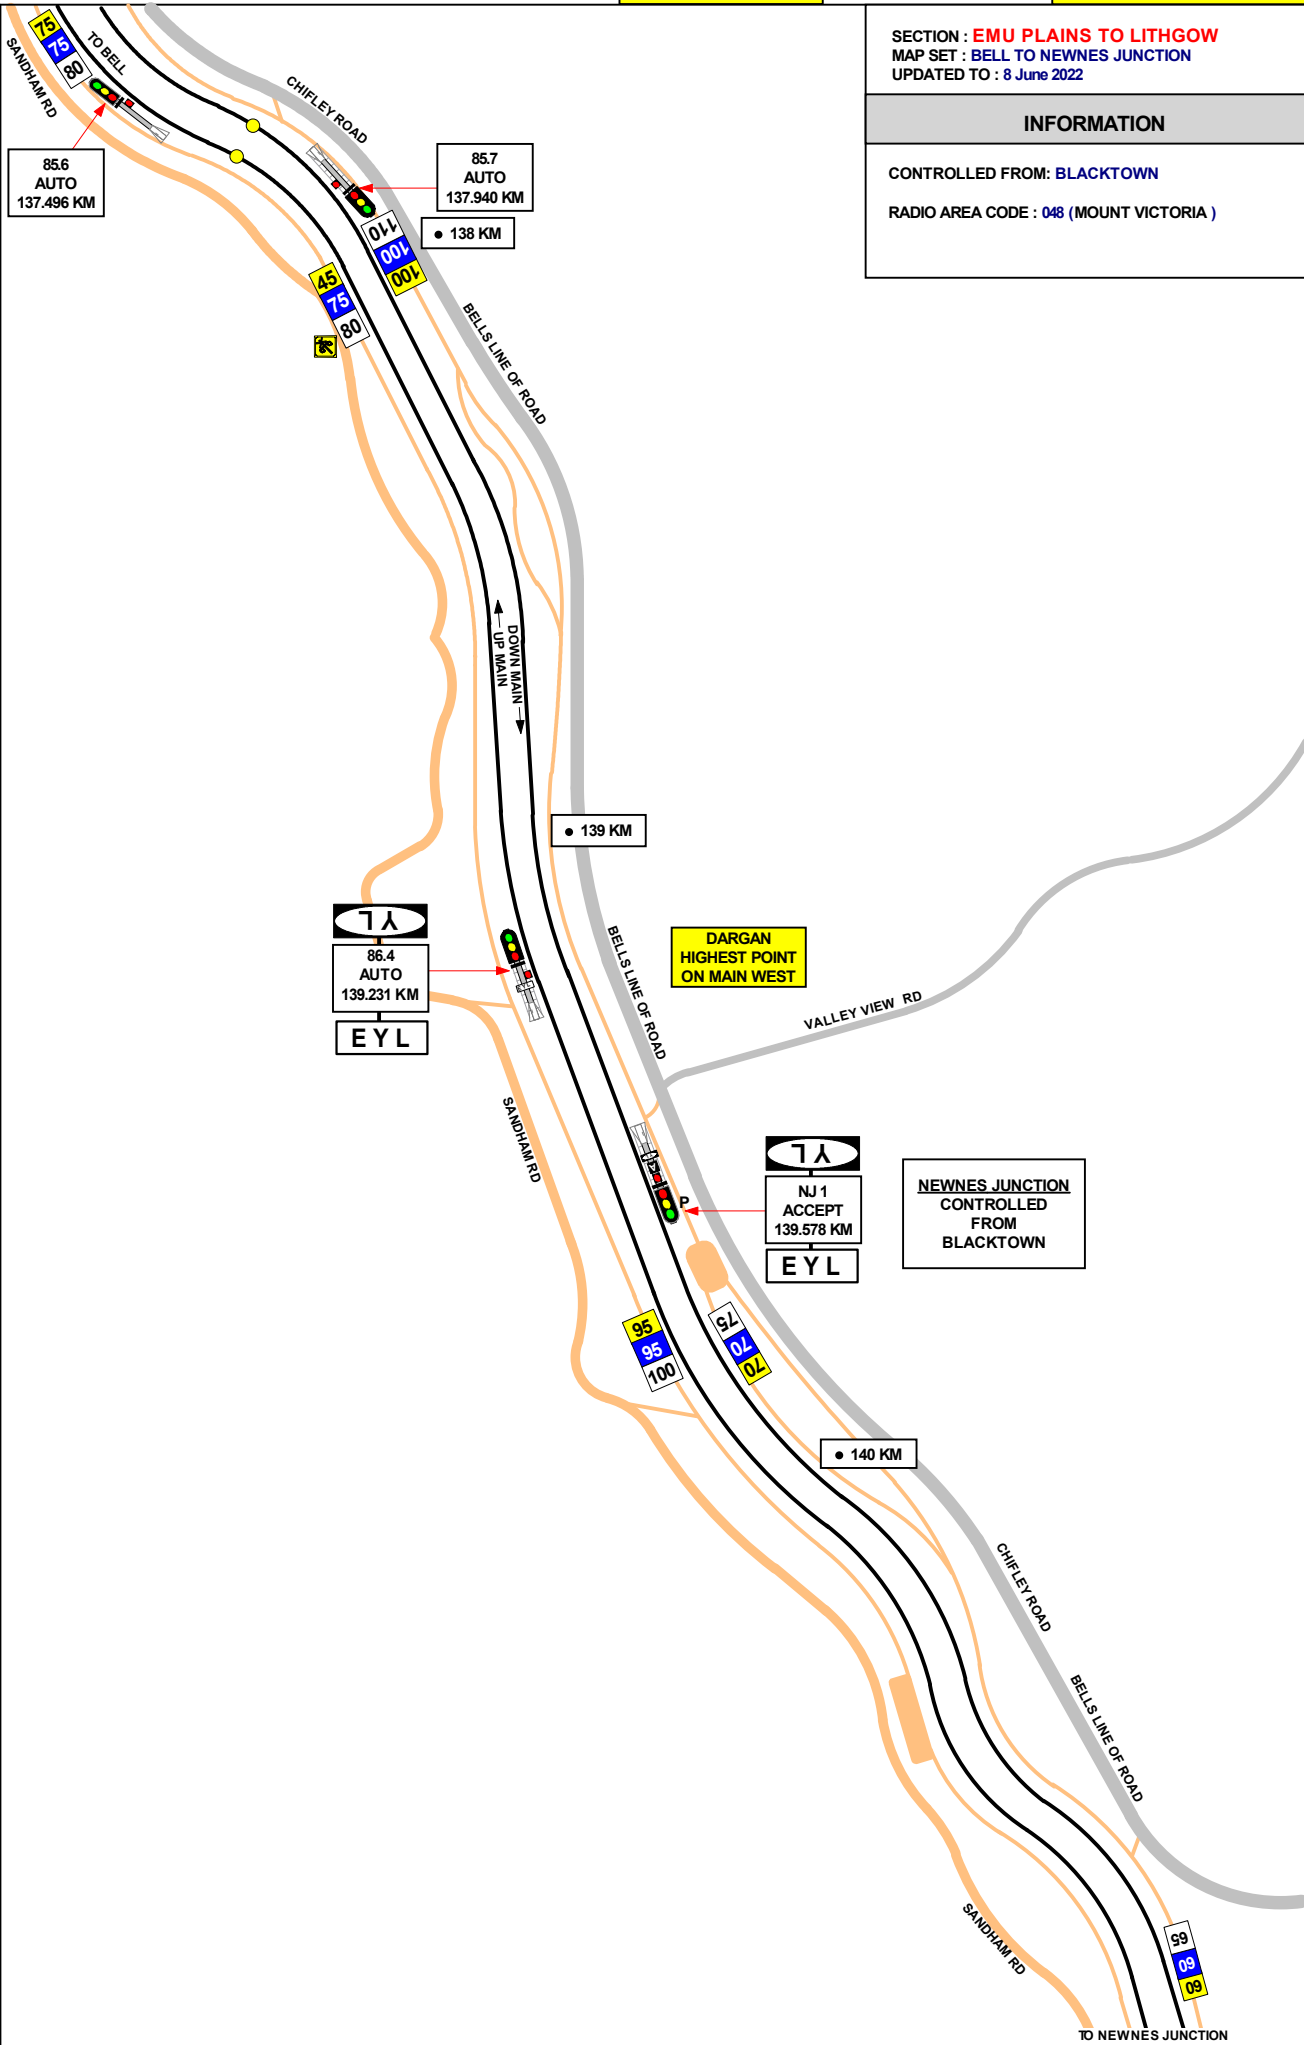 SECTION : EMU PLAINS TO LITHGOW
MAP SET : BELL TO NEWNES JUNCTION
UPDATED TO : 8 June 2022
INFORMATION
CONTROLLED FROM: BLACKTOWN
RADIO AREA CODE : 048 (MOUNT VICTORIA )
75
75
80
TO BELL
SANDHAM RD
CHIFLEY ROAD
85.6
AUTO
137.496 KM
85.7
AUTO
137.940 KM
138 KM
110
100
100
45
75
80
BELLS LINE OF ROAD
UP MAIN
DOWN MAIN
139 KM
YL
86.4
AUTO
139.231 KM
EYL
BELLS LINE OF ROAD
DARGAN
HIGHEST POINT
ON MAIN WEST
VALLEY VIEW RD
SANDHAM RD
YL
NJ 1
ACCEPT
139.578 KM
EYL
P
NEWNES JUNCTION
CONTROLLED
FROM
BLACKTOWN
95
95
100
75
70
70
140 KM
CHIFLEY ROAD
BELLS LINE OF ROAD
SANDHAM RD
65
60
60
TO NEWNES JUNCTION